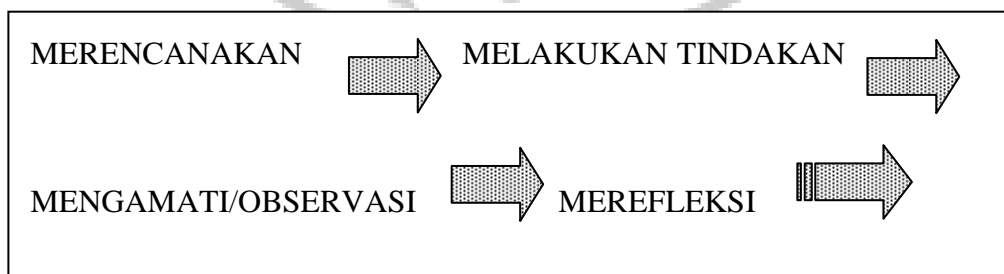 MERENCANAKAN MELAKUKAN TINDAKAN
MENGAMATI/OBSERVASI MEREFLEKSI